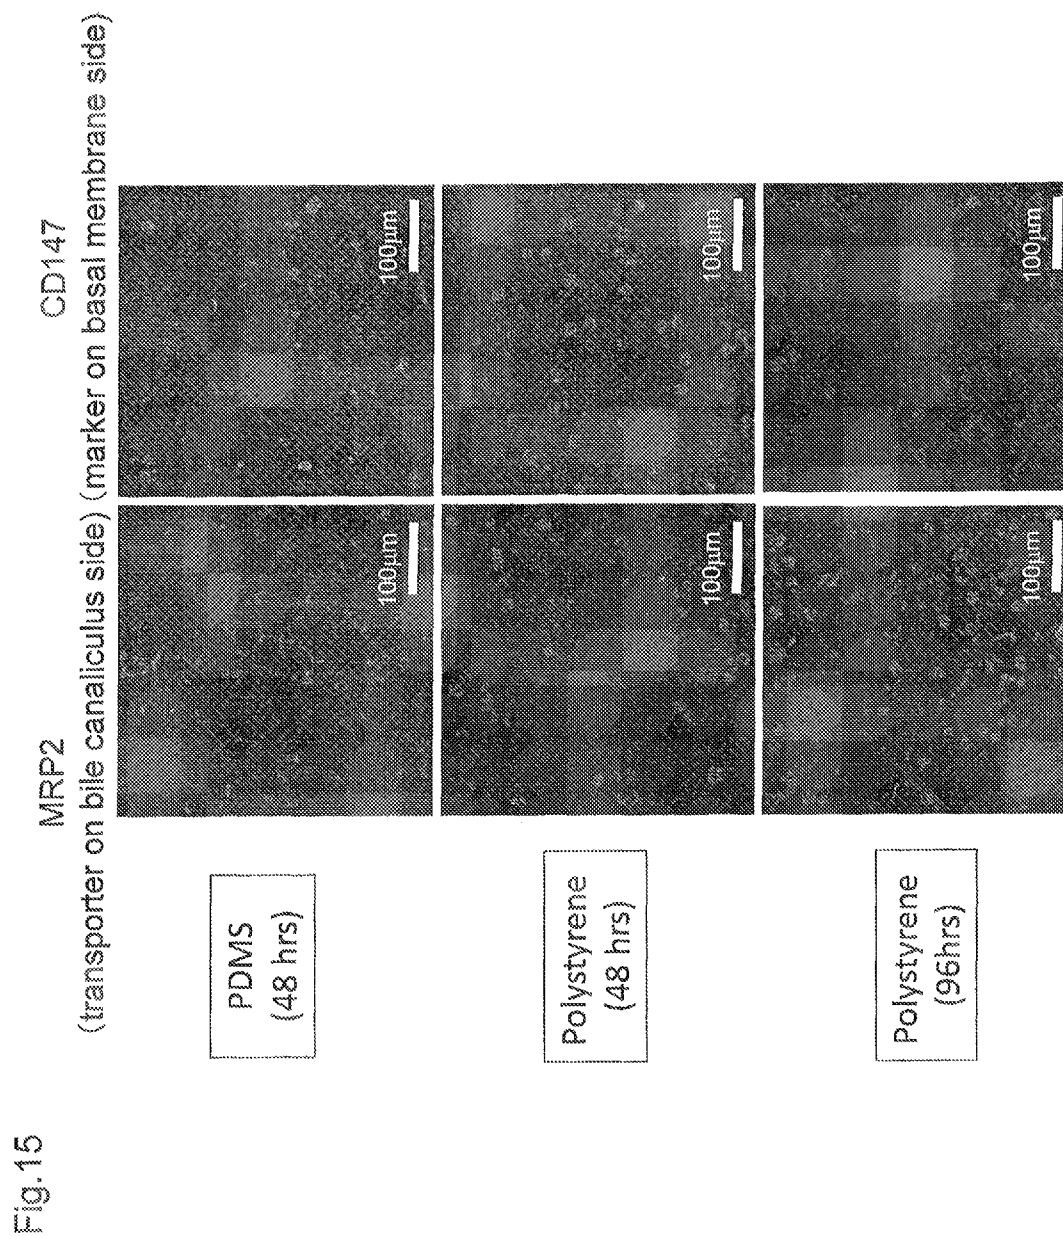 Fig.15
MRP2
(transporter on bile canaliculus side)
CD147
(marker on basal membrane side)
PDMS
(48 hrs)
100μm
100μm
Polystyrene
(48 hrs)
100μm
100μm
Polystyrene
(96hrs)
100μm
100μm